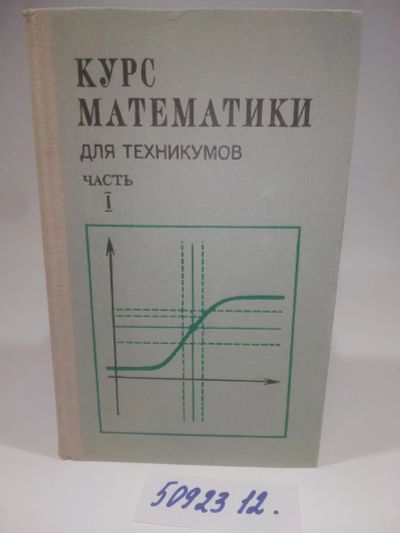 КУРС
МАТЕМАТИКИ
ДЛЯ ТЕХНИКУМОВ
ЧАСТЬ
I
50923 12.